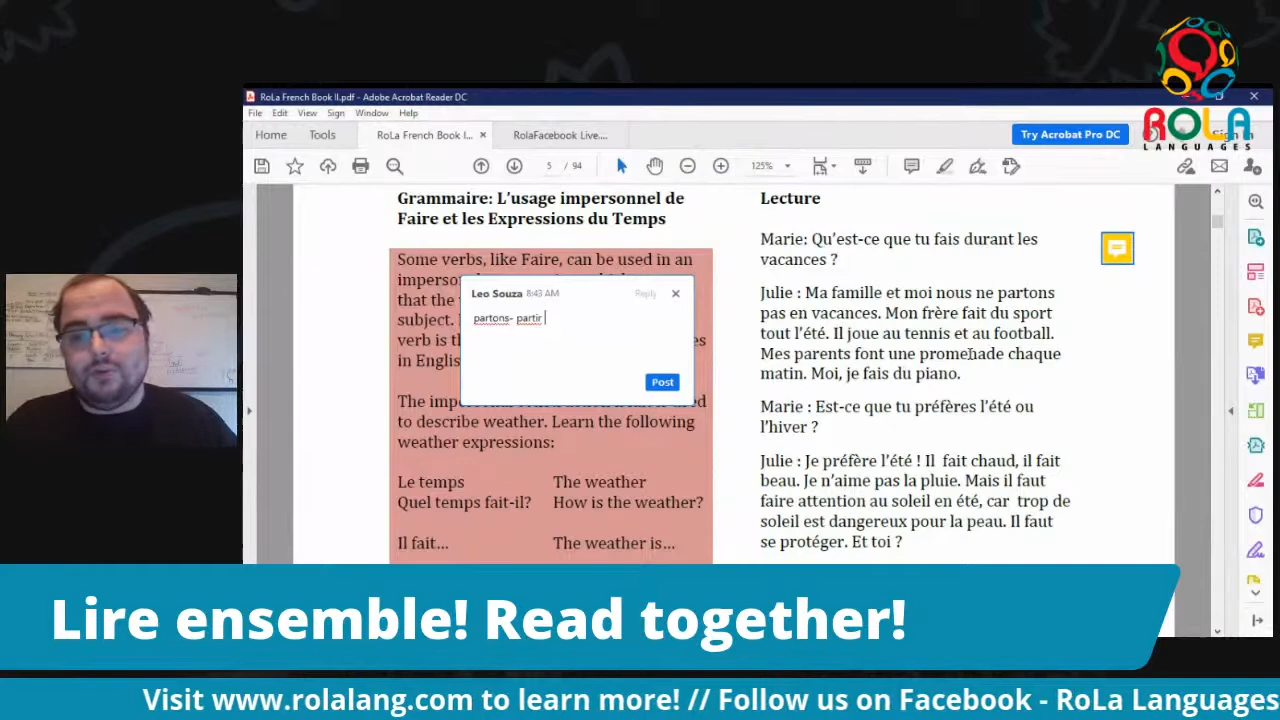 ROLA
LANGUAGES
RoLa French Book II.pdf - Adobe Acrobat Reader DC
File Edit View Sign Window Help
Home Tools RoLa French Book I... × RolaFacebook Live.... Try Acrobat Pro DC
5 / 94 125%
Grammaire: L'usage impersonnel de
Faire et les Expressions du Temps
Some verbs, like Faire, can be used in an
that the
subject.
verb is
in English
Leo Souza 8:43 AM Reply ×
partons- partir
Post
to describe weather. Learn the following
weather expressions:
Le temps The weather
Quel temps fait-il? How is the weather?
Il fait... The weather is...
Lecture
Marie: Qu'est-ce que tu fais durant les
vacances ?
Julie : Ma famille et moi nous ne partons
pas en vacances. Mon frère fait du sport
tout l'été. Il joue au tennis et au football.
Mes parents font une promenade chaque
matin. Moi, je fais du piano.
Marie : Est-ce que tu préfères l'été ou
l'hiver ?
Julie : Je préfère l'été ! Il fait chaud, il fait
beau. Je n'aime pas la pluie. Mais il faut
faire attention au soleil en été, car trop de
soleil est dangereux pour la peau. Il faut
se protéger. Et toi ?
Lire ensemble! Read together!
Visit www.rolalang.com to learn more! // Follow us on Facebook - RoLa Languages